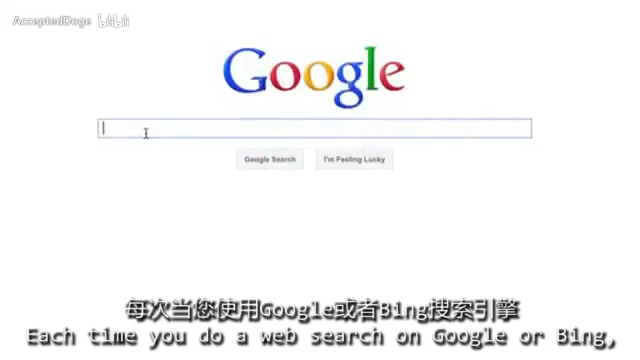 AcceptedDoge bilibili
Google
Google Search I'm Feeling Lucky
每次当您使用Google或者Bing搜索引擎
Each time you do a web search on Google or Bing,